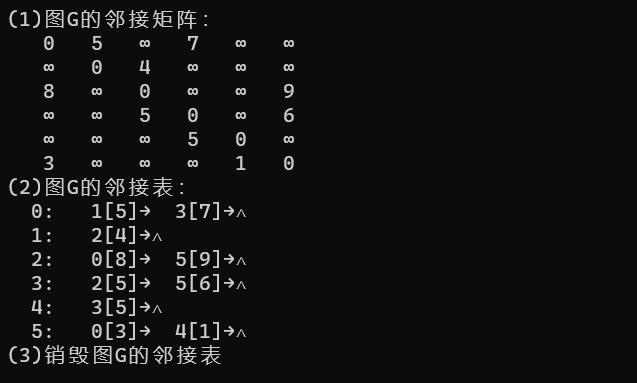 (1)图G的邻接矩阵:
0 5 ∞ 7 ∞ ∞
∞ 0 4 ∞ ∞ ∞
8 ∞ 0 ∞ ∞ 9
∞ ∞ 5 0 ∞ 6
∞ ∞ ∞ 5 0 ∞
3 ∞ ∞ ∞ 1 0
(2)图G的邻接表:
0: 1[5]→ 3[7]→∧
1: 2[4]→∧
2: 0[8]→ 5[9]→∧
3: 2[5]→ 5[6]→∧
4: 3[5]→∧
5: 0[3]→ 4[1]→∧
(3)销毁图G的邻接表